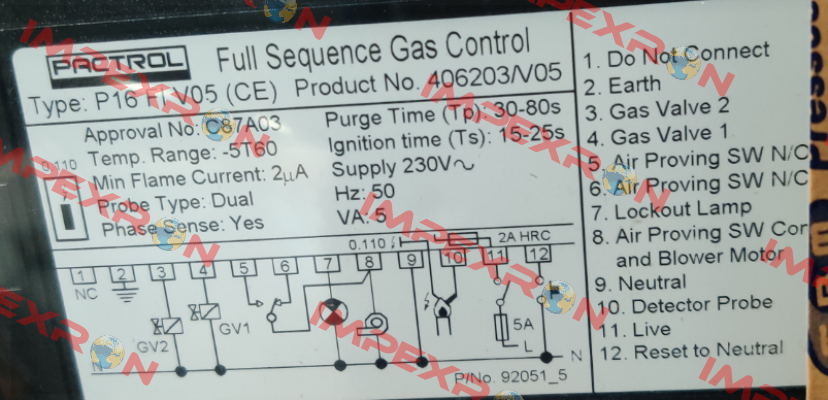 PACTROL
Full Sequence Gas Control
Type: P16 FI V05 (CE) Product No. 406203/V05
Approval No: C87A03
Temp. Range: -5T60
Min Flame Current: 2µA
Probe Type: Dual
Phase Sense: Yes
0.110
Purge Time (Tp): 30-80s
Ignition time (Ts): 15-25s
Supply 230V~
Hz: 50
VA: 5
0.110
2A HRC
1 2 3 4 5 6 7 8 9 10 11 12
NC
GV2
GV1
5A
L
N
N
P/No. 92051_5
1. Do Not Connect
2. Earth
3. Gas Valve 2
4. Gas Valve 1
5. Air Proving SW N/C
6. Air Proving SW N/C
7. Lockout Lamp
8. Air Proving SW Com
and Blower Motor
9. Neutral
10. Detector Probe
11. Live
12. Reset to Neutral
IMPEXRON